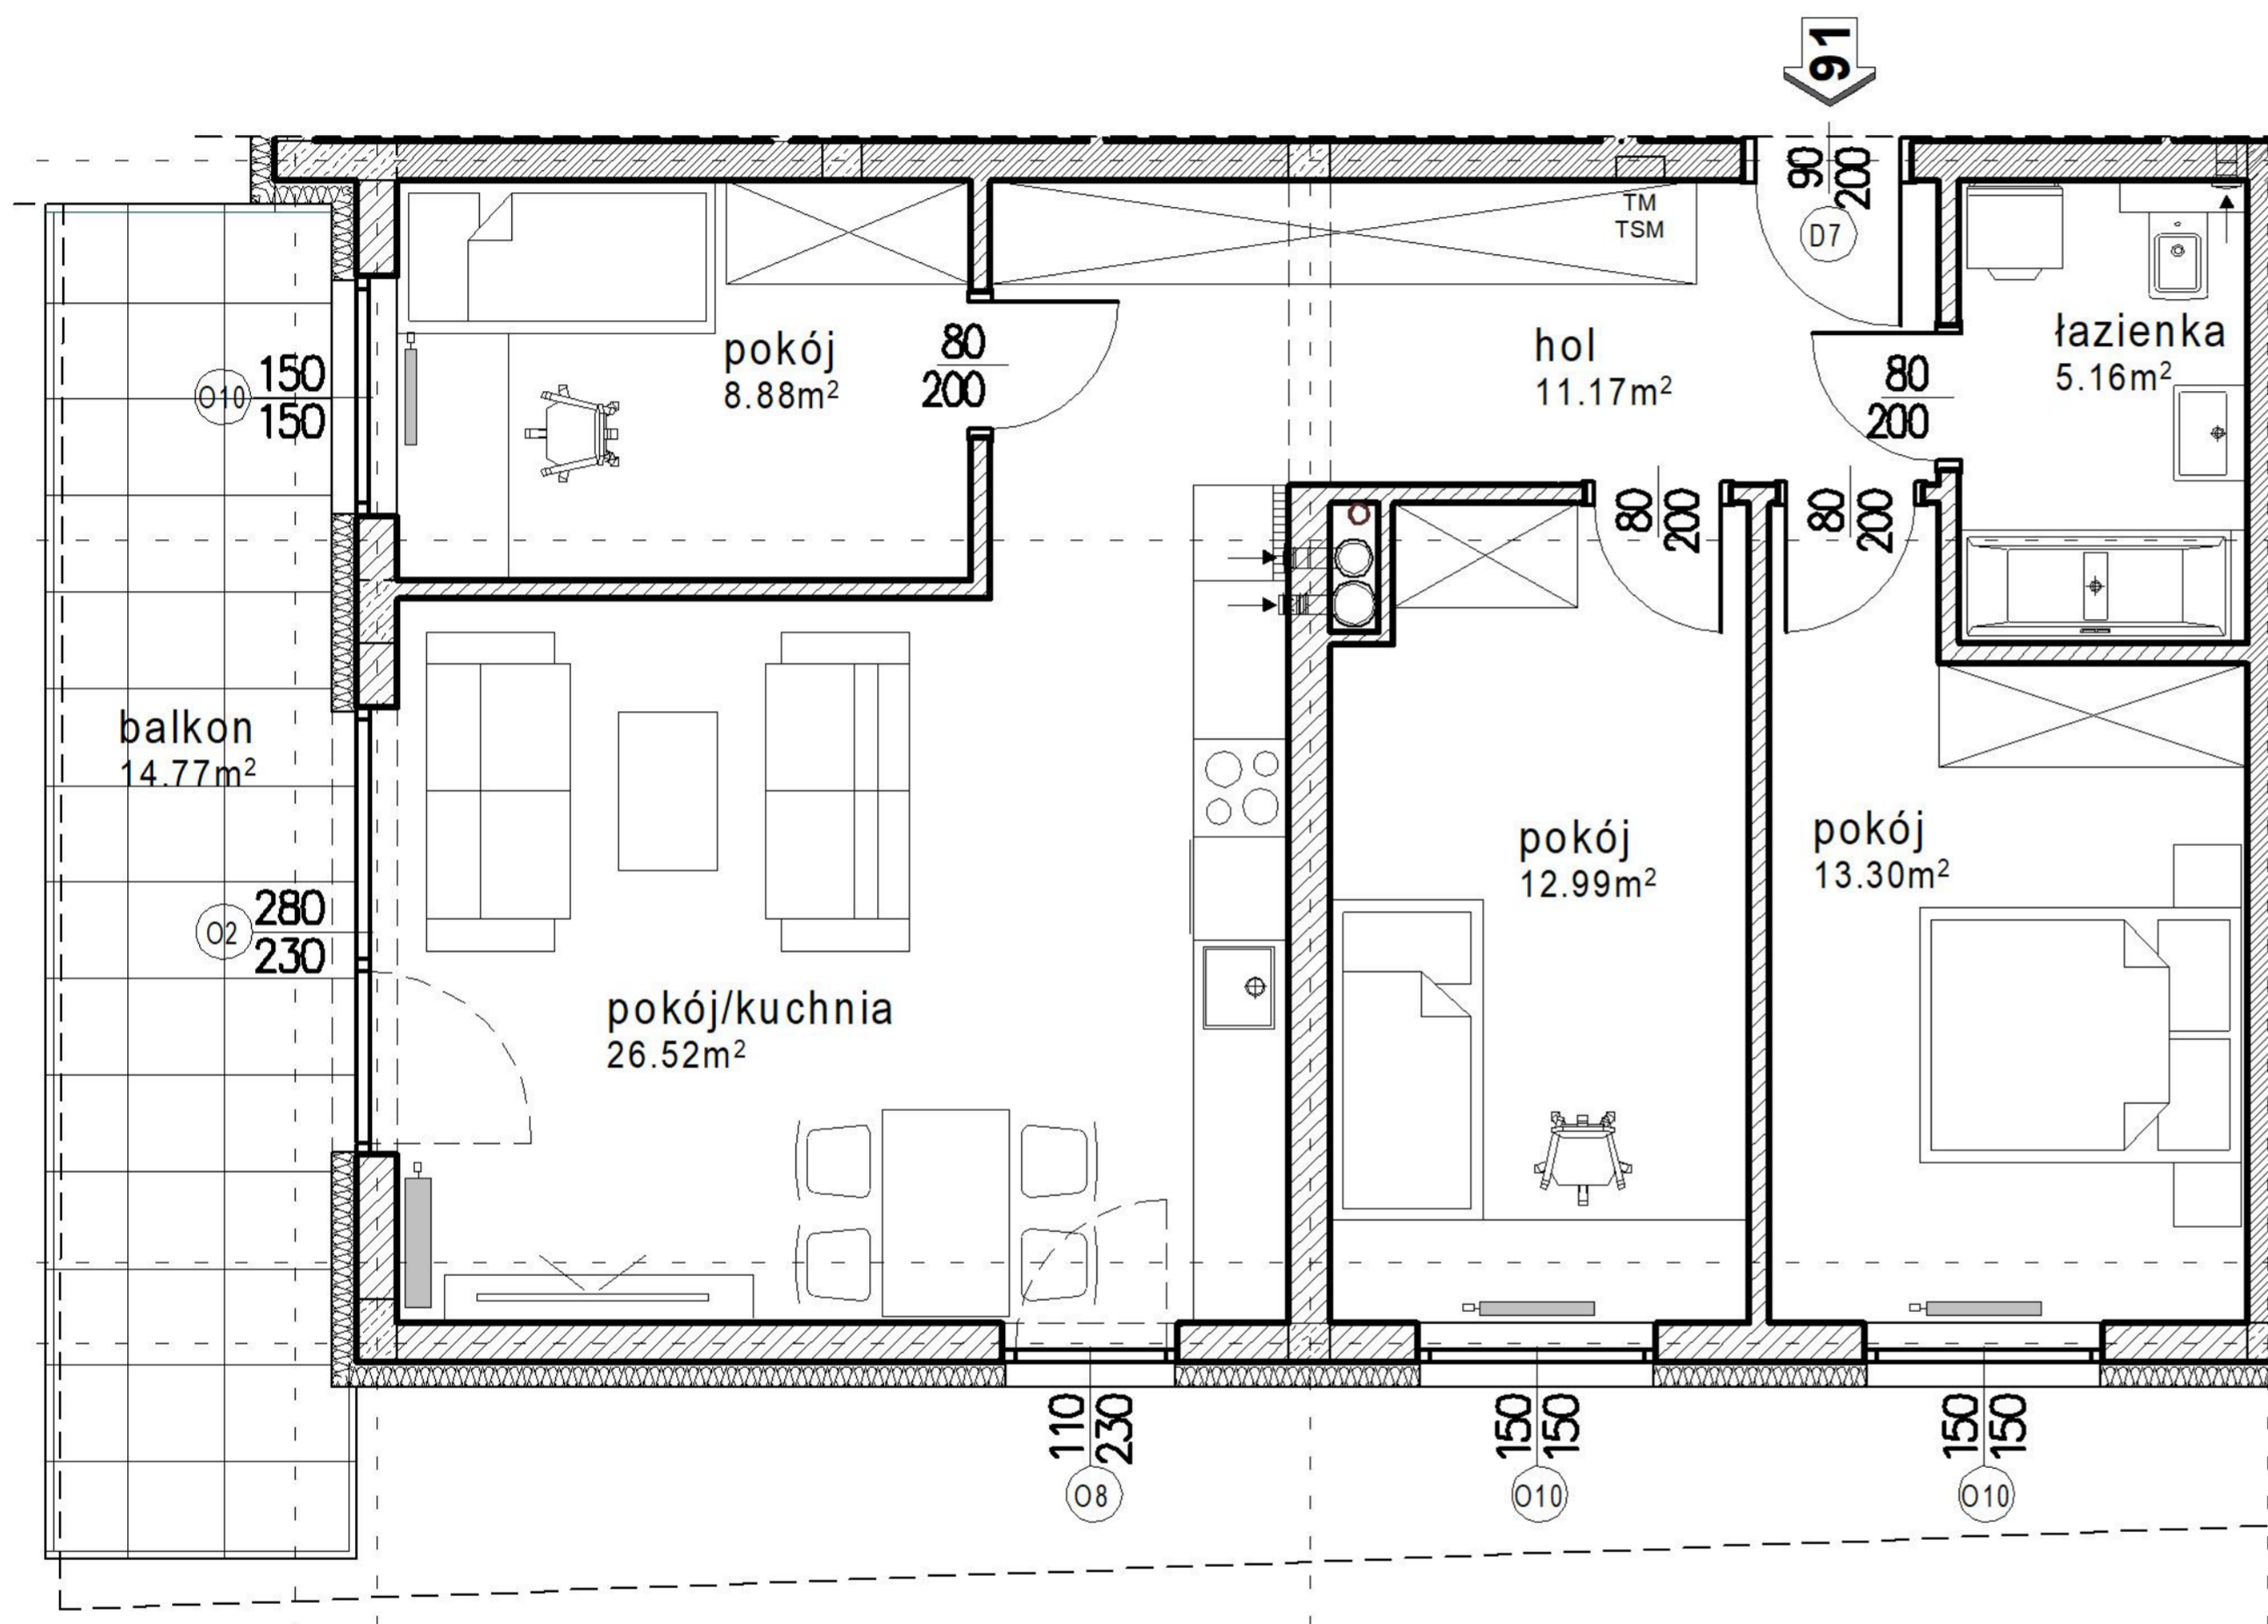 91
90
200
D7
TM
TSM
pokój
8.88m²
80
200
hol
11.17m²
łazienka
5.16m²
80
200
O10
150
150
80
200
80
200
balkon
14.77m²
pokój
12.99m²
pokój
13.30m²
O2
280
230
pokój/kuchnia
26.52m²
110
230
O8
150
150
O10
150
150
O10